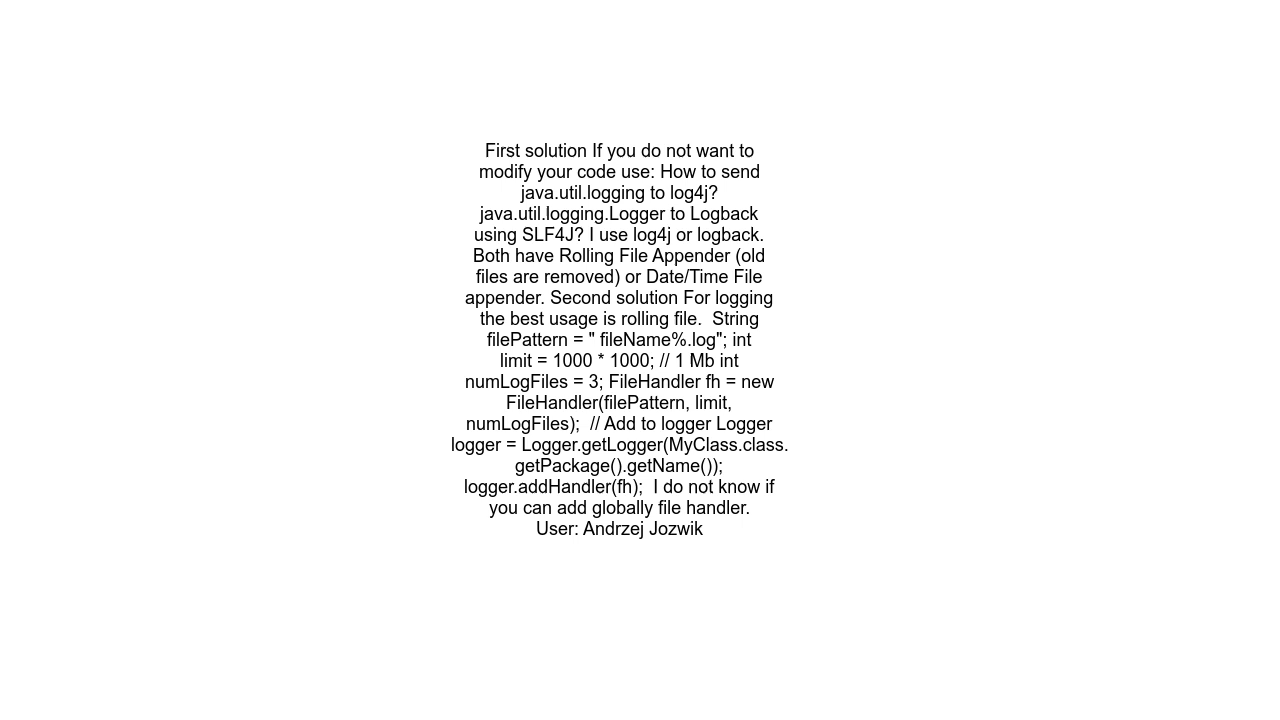 First solution If you do not want to
modify your code use: How to send
java.util.logging to log4j?
java.util.logging.Logger to Logback
using SLF4J? I use log4j or logback.
Both have Rolling File Appender (old
files are removed) or Date/Time File
appender. Second solution For logging
the best usage is rolling file.  String
filePattern = " fileName%.log"; int
limit = 1000 * 1000; // 1 Mb int
numLogFiles = 3; FileHandler fh = new
FileHandler(filePattern, limit,
numLogFiles);  // Add to logger Logger
logger = Logger.getLogger(MyClass.class.
getPackage().getName());
logger.addHandler(fh);  I do not know if
you can add globally file handler.
User: Andrzej Jozwik